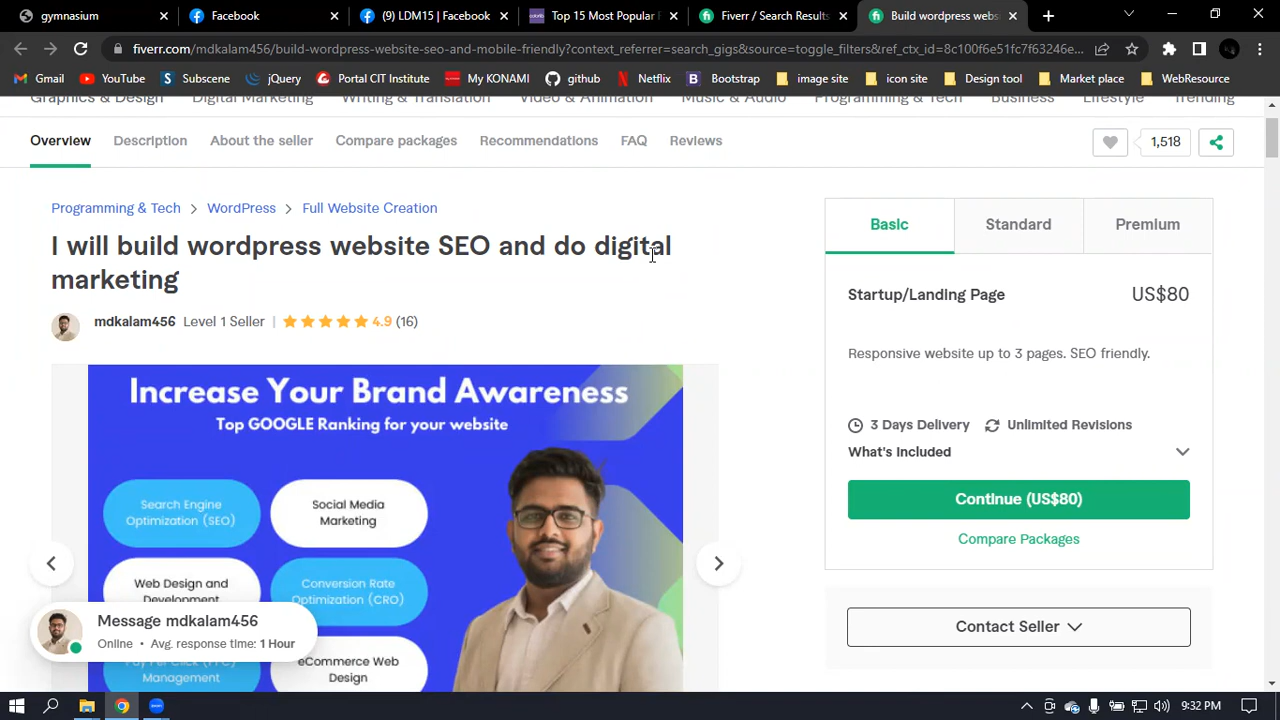 gymnasium
Facebook
(9) LDM15 | Facebook
Top 15 Most Popular
Fiverr / Search Results
Build wordpress webs
fiverr.com/mdkalam456/build-wordpress-website-seo-and-mobile-friendly?context_referrer=search_gigs&source=toggle_filters&ref_ctx_id=8c100f6e51fc7f63246e...
Gmail
YouTube
Subscene
jQuery
Portal CIT Institute
My KONAMI
github
Netflix
Bootstrap
image site
icon site
Design tool
Market place
WebResource
Graphics & Design
Digital Marketing
Writing & Translation
Video & Animation
Music & Audio
Programming & Tech
Business
Lifestyle
Trending
Overview
Description
About the seller
Compare packages
Recommendations
FAQ
Reviews
1,518
Programming & Tech > WordPress > Full Website Creation
I will build wordpress website SEO and do digital
marketing
mdkalam456 Level 1 Seller | 4.9 (16)
Increase Your Brand Awareness
Top GOOGLE Ranking for your website
Search Engine
Optimization (SEO)
Social Media
Marketing
Web Design and
Development
Conversion Rate
Optimization (CRO)
Pay Per Click (PPC)
Management
eCommerce Web
Design
Message mdkalam456
Online • Avg. response time: 1 Hour
Basic
Standard
Premium
Startup/Landing Page
US$80
Responsive website up to 3 pages. SEO friendly.
3 Days Delivery
Unlimited Revisions
What's Included
Continue (US$80)
Compare Packages
Contact Seller
9:32 PM